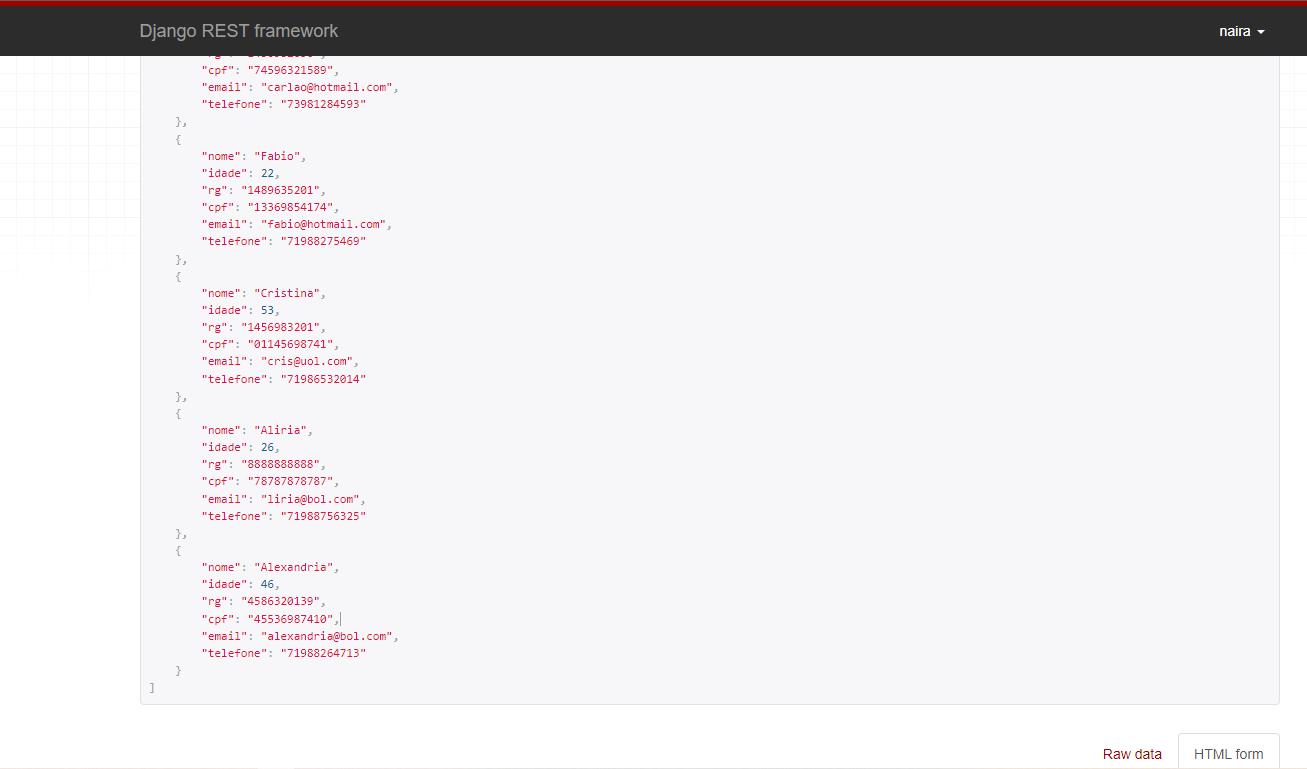 Django REST framework
naira
"cpf": "74596321589",
"email": "carlao@hotmail.com",
"telefone": "73981284593"
},
{
"nome": "Fabio",
"idade": 22,
"rg": "1489635201",
"cpf": "13369854174",
"email": "fabio@hotmail.com",
"telefone": "71988275469"
},
{
"nome": "Cristina",
"idade": 53,
"rg": "1456983201",
"cpf": "01145698741",
"email": "cris@uol.com",
"telefone": "71986532014"
},
{
"nome": "Aliria",
"idade": 26,
"rg": "8888888888",
"cpf": "78787878787",
"email": "liria@bol.com",
"telefone": "71988756325"
},
{
"nome": "Alexandria",
"idade": 46,
"rg": "4586320139",
"cpf": "45536987410",
"email": "alexandria@bol.com",
"telefone": "71988264713"
}
]
Raw data
HTML form